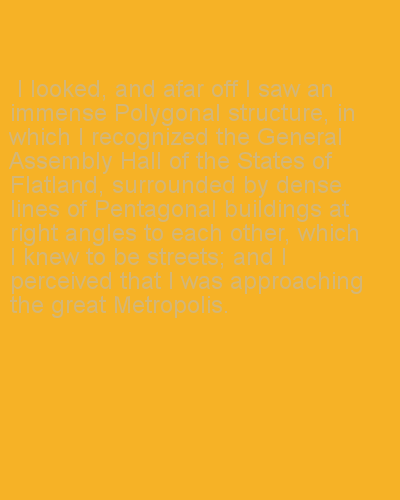 I looked, and afar off I saw an
immense Polygonal structure, in
which I recognized the General
Assembly Hall of the States of
Flatland, surrounded by dense
lines of Pentagonal buildings at
right angles to each other, which
I knew to be streets; and I
perceived that I was approaching
the great Metropolis.